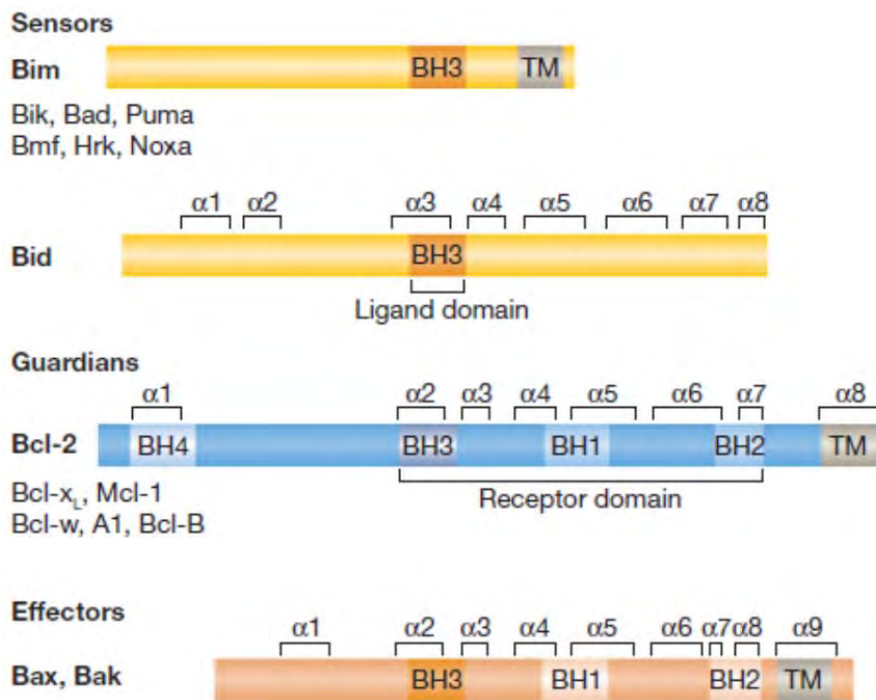 Sensors
Bim BH3 TM
Bik, Bad, Puma
Bmf, Hrk, Noxa
α1 α2 α3 α4 α5 α6 α7 α8
Bid BH3
Ligand domain
Guardians
α1 α2 α3 α4 α5 α6 α7 α8
Bcl-2 BH4 BH3 BH1 BH2 TM
Bcl-xL, Mcl-1 Receptor domain
Bcl-w, A1, Bcl-B
Effectors
α1 α2 α3 α4 α5 α6 α7 α8 α9
Bax, Bak BH3 BH1 BH2 TM